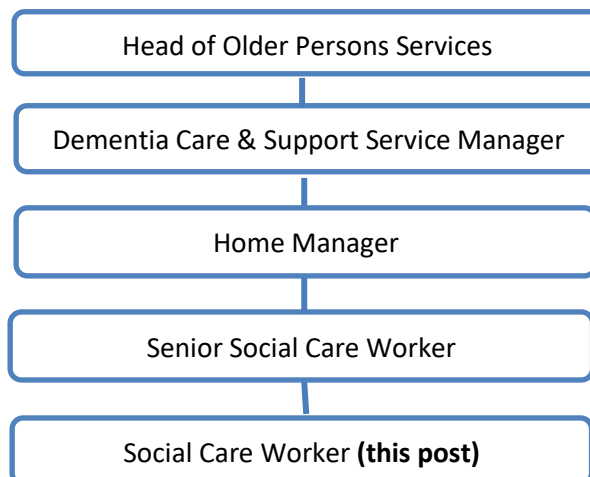 Head of Older Persons Services
Dementia Care & Support Service Manager
Home Manager
Senior Social Care Worker
Social Care Worker (this post)